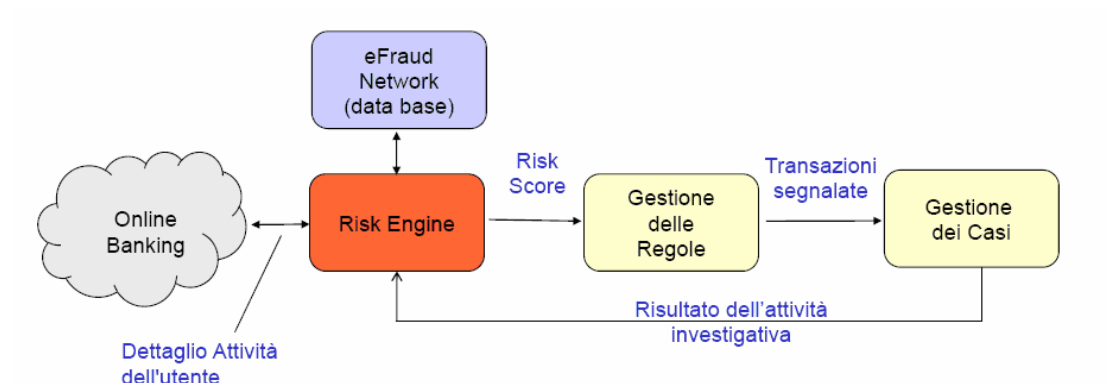 eFraud
Network
(data base)
Risk
Score
Transazioni
segnalate
Online
Banking
Risk Engine
Gestione
delle
Regole
Gestione
dei Casi
Risultato dell'attività
investigativa
Dettaglio Attività
dell'utente